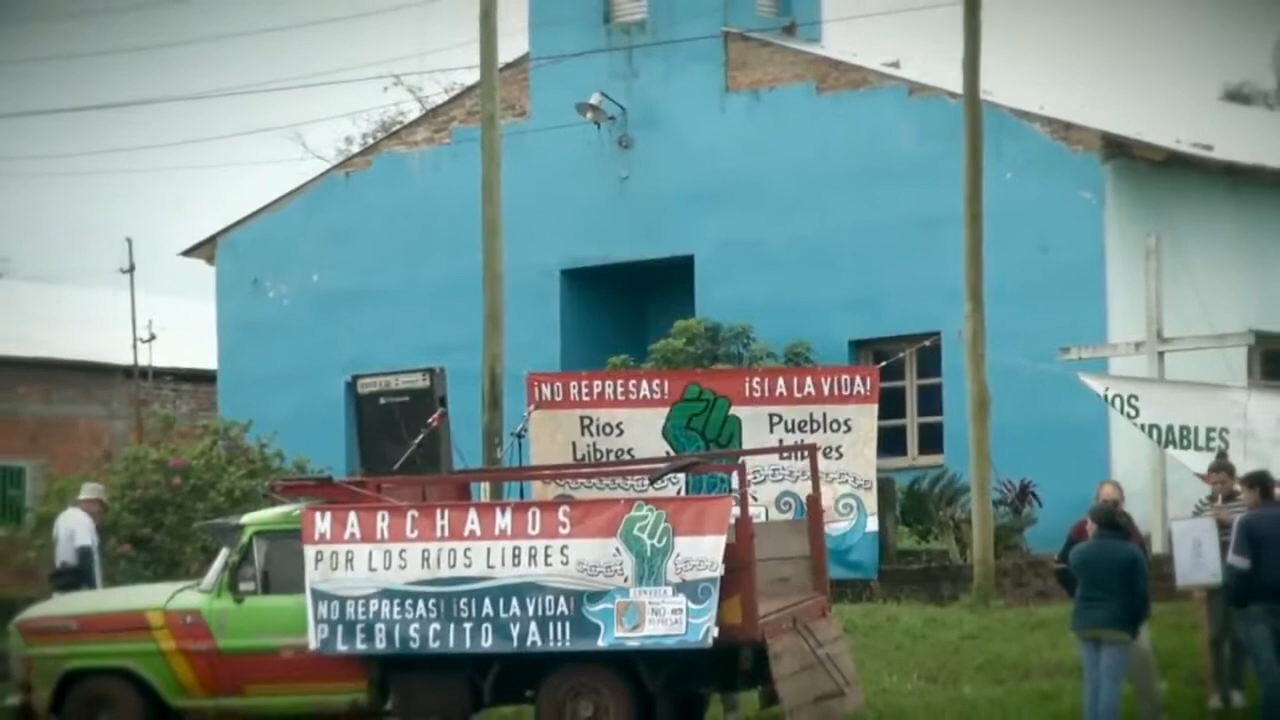 ¡NO REPRESAS! ¡SI A LA VIDA!
Ríos Pueblos
Libres Libres
ÍOS
UDABLES
MARCHAMOS
POR LOS RÍOS LIBRES
NO REPRESAS! ¡SI A LA VIDA!
PLEBISCITO YA!!!
¡NO
REPRESAS